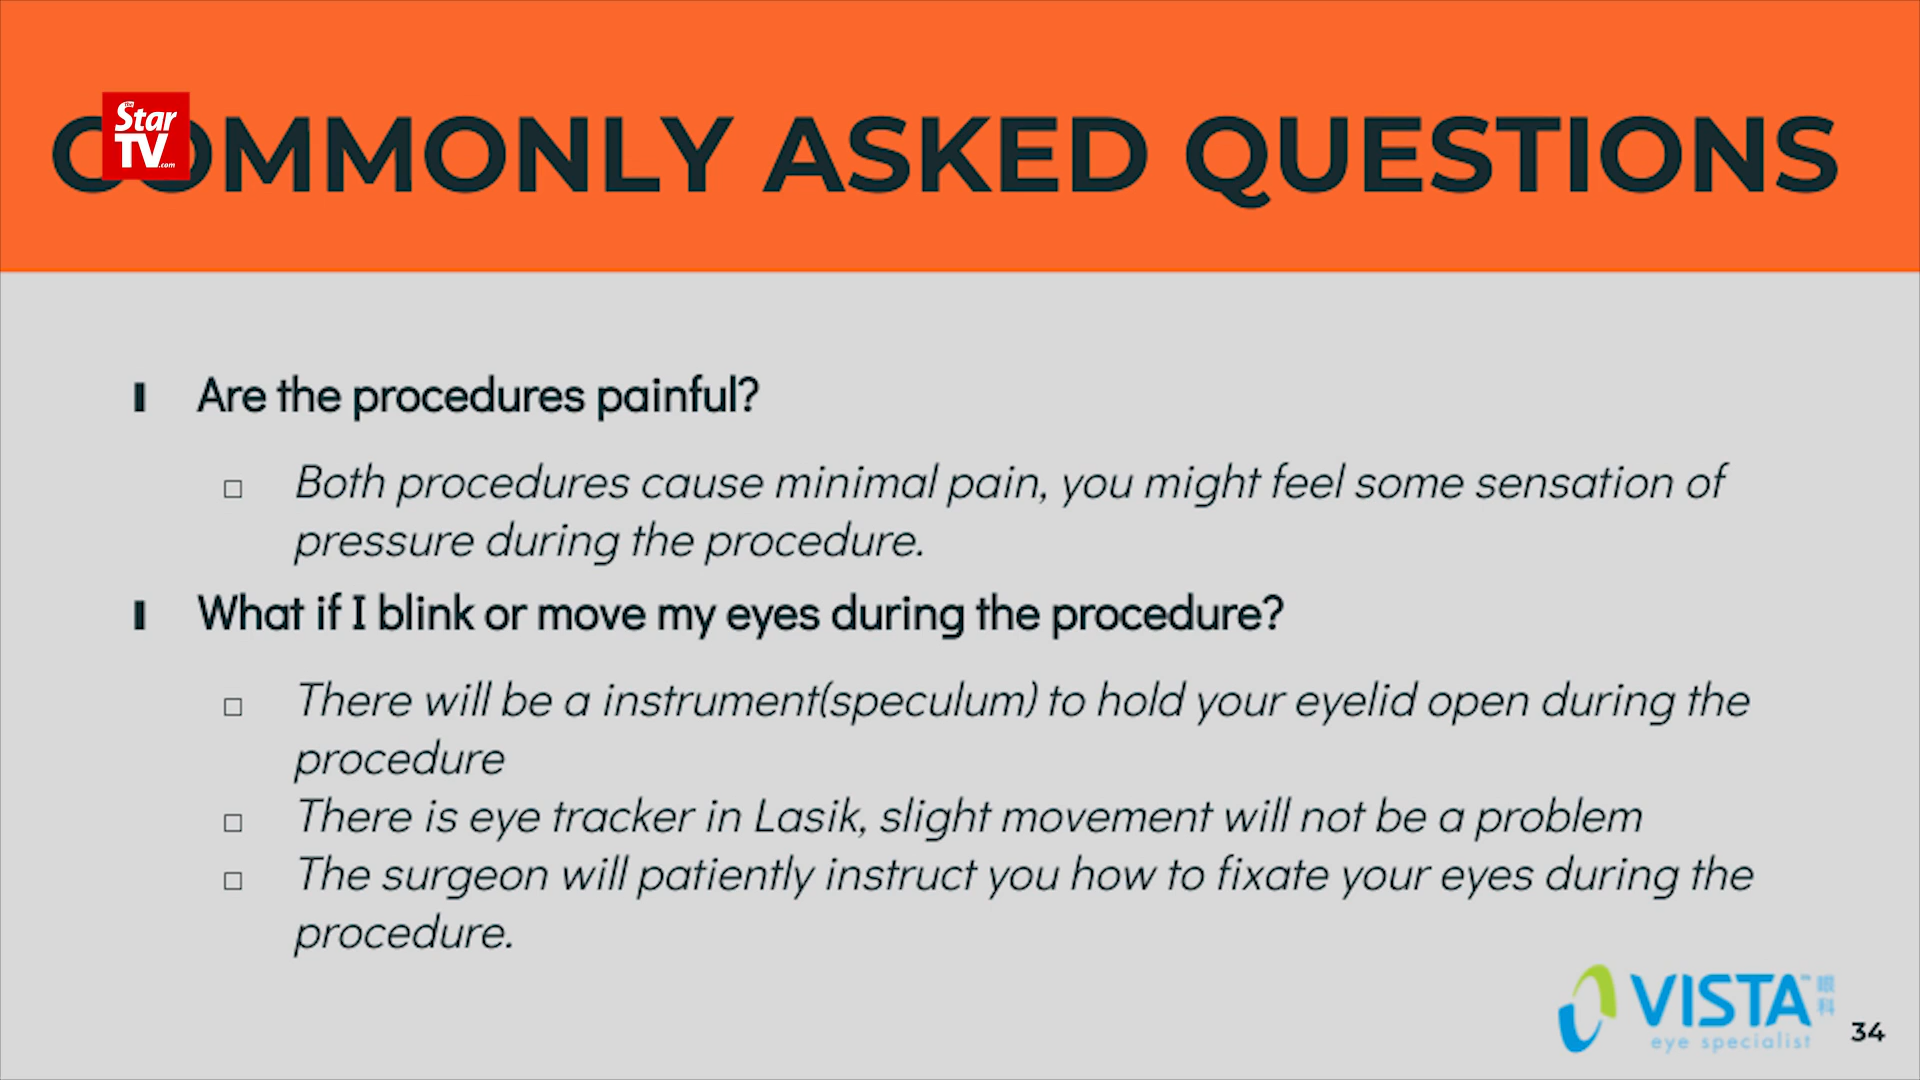 The Star
TV.com
COMMONLY ASKED QUESTIONS
Are the procedures painful?
Both procedures cause minimal pain, you might feel some sensation of
pressure during the procedure.
What if I blink or move my eyes during the procedure?
There will be a instrument(speculum) to hold your eyelid open during the
procedure
There is eye tracker in Lasik, slight movement will not be a problem
The surgeon will patiently instruct you how to fixate your eyes during the
procedure.
VISTA™ 眼科
eye specialist
34